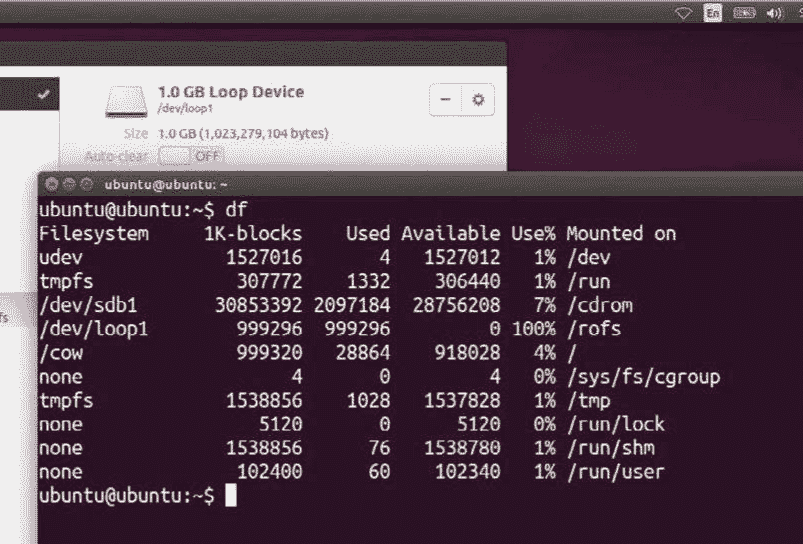 En
1.0 GB Loop Device
/dev/loop1
Size 1.0 GB (1,023,279,104 bytes)
Auto-clear OFF
fs
ubuntu@ubuntu: ~
ubuntu@ubuntu:~$ df
Filesystem 1K-blocks Used Available Use% Mounted on
udev 1527016 4 1527012 1% /dev
tmpfs 307772 1332 306440 1% /run
/dev/sdb1 30853392 2097184 28756208 7% /cdrom
/dev/loop1 999296 999296 0 100% /rofs
/cow 999320 28864 918028 4% /
none 4 0 4 0% /sys/fs/cgroup
tmpfs 1538856 1028 1537828 1% /tmp
none 5120 0 5120 0% /run/lock
none 1538856 76 1538780 1% /run/shm
none 102400 60 102340 1% /run/user
ubuntu@ubuntu:~$